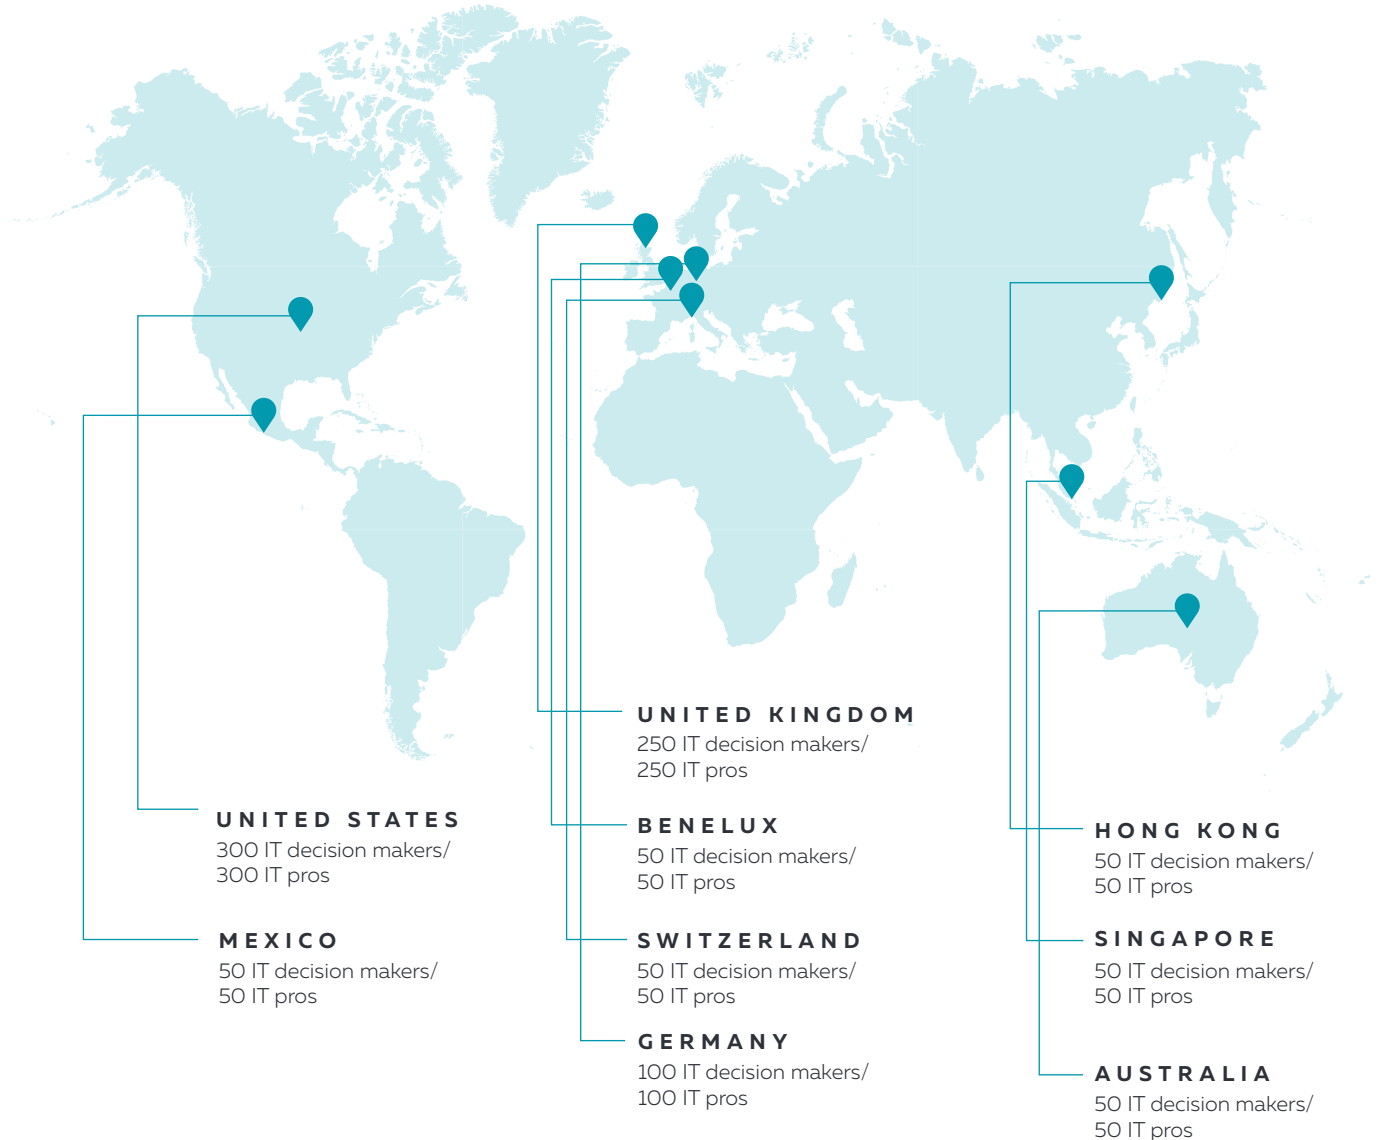 UNITED STATES
300 IT decision makers/
300 IT pros
MEXICO
50 IT decision makers/
50 IT pros
UNITED KINGDOM
250 IT decision makers/
250 IT pros
BENELUX
50 IT decision makers/
50 IT pros
SWITZERLAND
50 IT decision makers/
50 IT pros
GERMANY
100 IT decision makers/
100 IT pros
HONG KONG
50 IT decision makers/
50 IT pros
SINGAPORE
50 IT decision makers/
50 IT pros
AUSTRALIA
50 IT decision makers/
50 IT pros